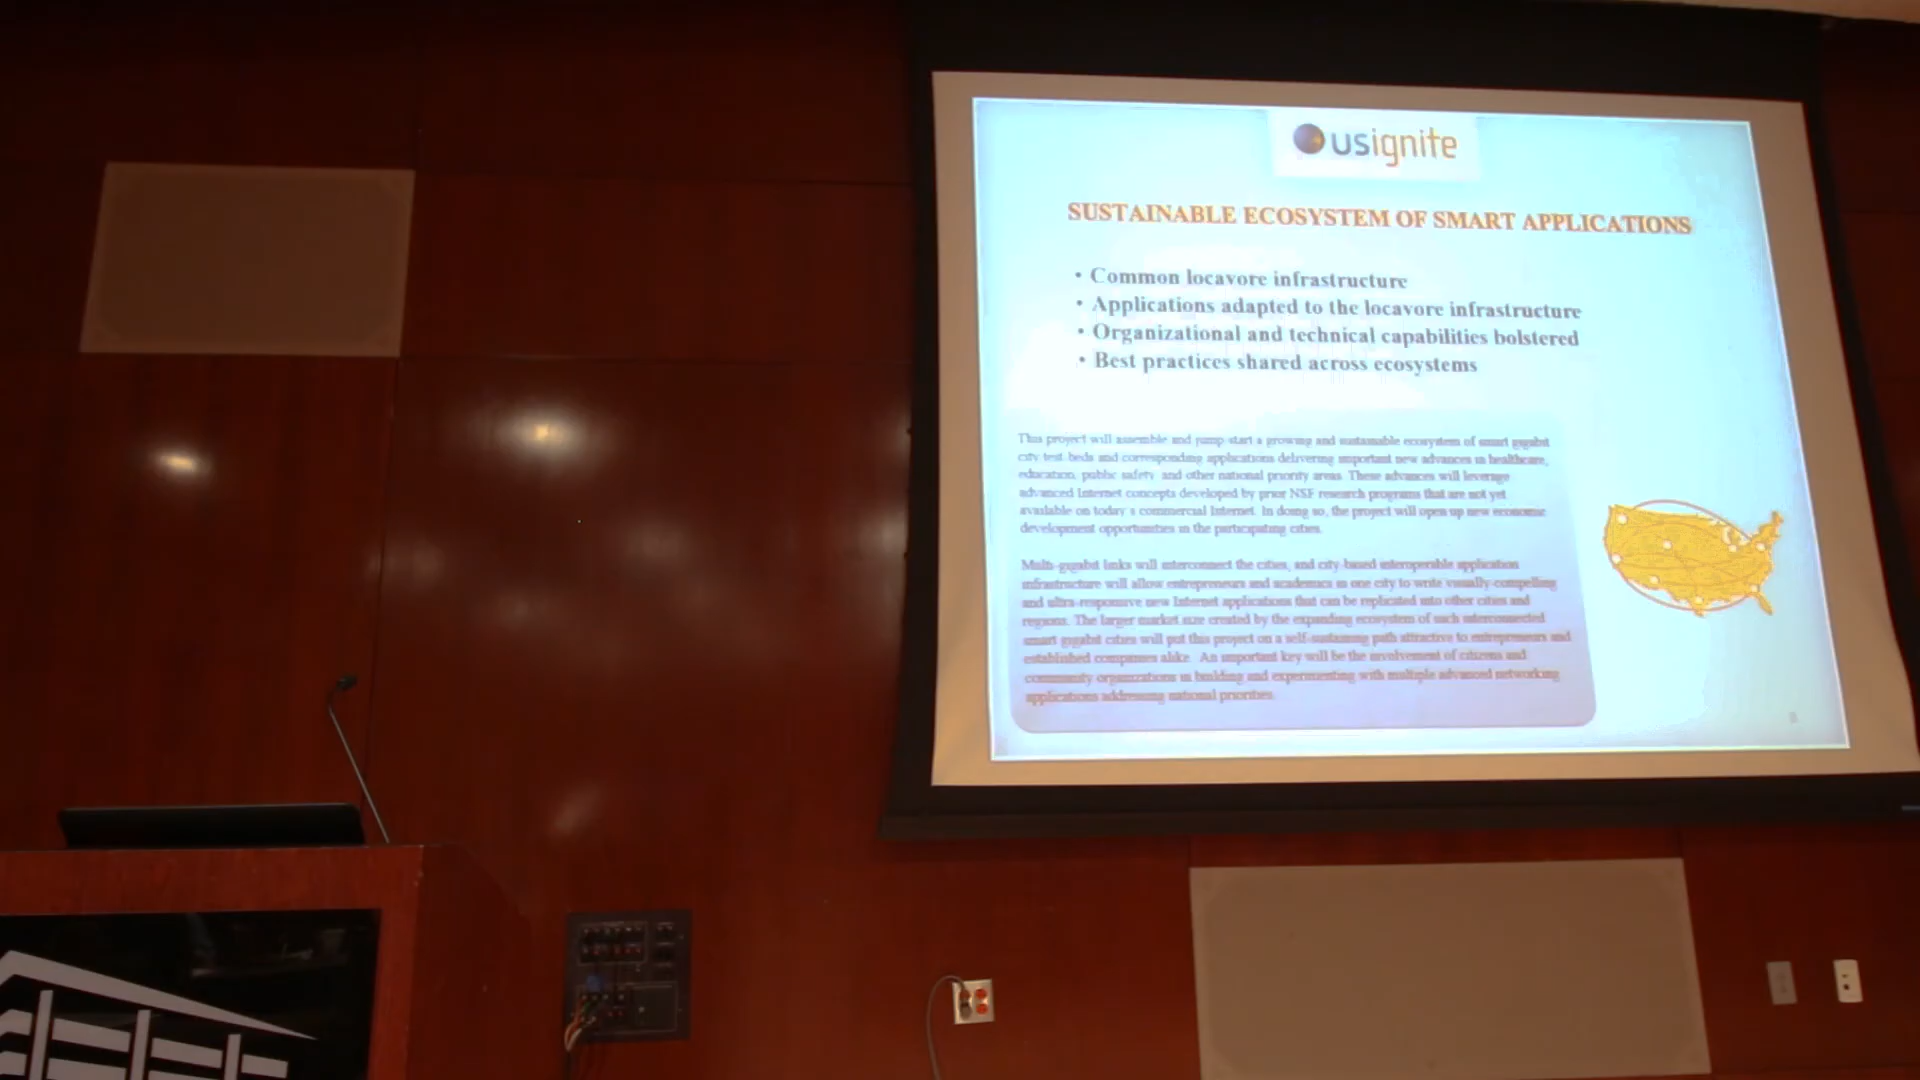 usignite
SUSTAINABLE ECOSYSTEM OF SMART APPLICATIONS
• Common locavore infrastructure
• Applications adapted to the locavore infrastructure
• Organizational and technical capabilities bolstered
• Best practices shared across ecosystems
This project will assemble and jump-start a growing and sustainable ecosystem of smart gigabit
city test beds and corresponding applications delivering important new advances in healthcare,
education, public safety, and other national priority areas. These advances will leverage
advanced Internet concepts developed by prior NSF research programs that are not yet
available on today's commercial Internet. In doing so, the project will open up new economic
development opportunities in the participating cities.
Multi-gigabit links will interconnect the cities, and city-based interoperable application
infrastructure will allow entrepreneurs and academics in one city to write visually-compelling
and ultra-responsive new Internet applications that can be replicated into other cities and
regions. The larger market size created by the expanding ecosystem of such interconnected
smart gigabit cities will put this project on a self-sustaining path attractive to entrepreneurs and
established companies alike. An important key will be the involvement of citizens and
community organizations in building and experimenting with multiple advanced networking
applications addressing national priorities.